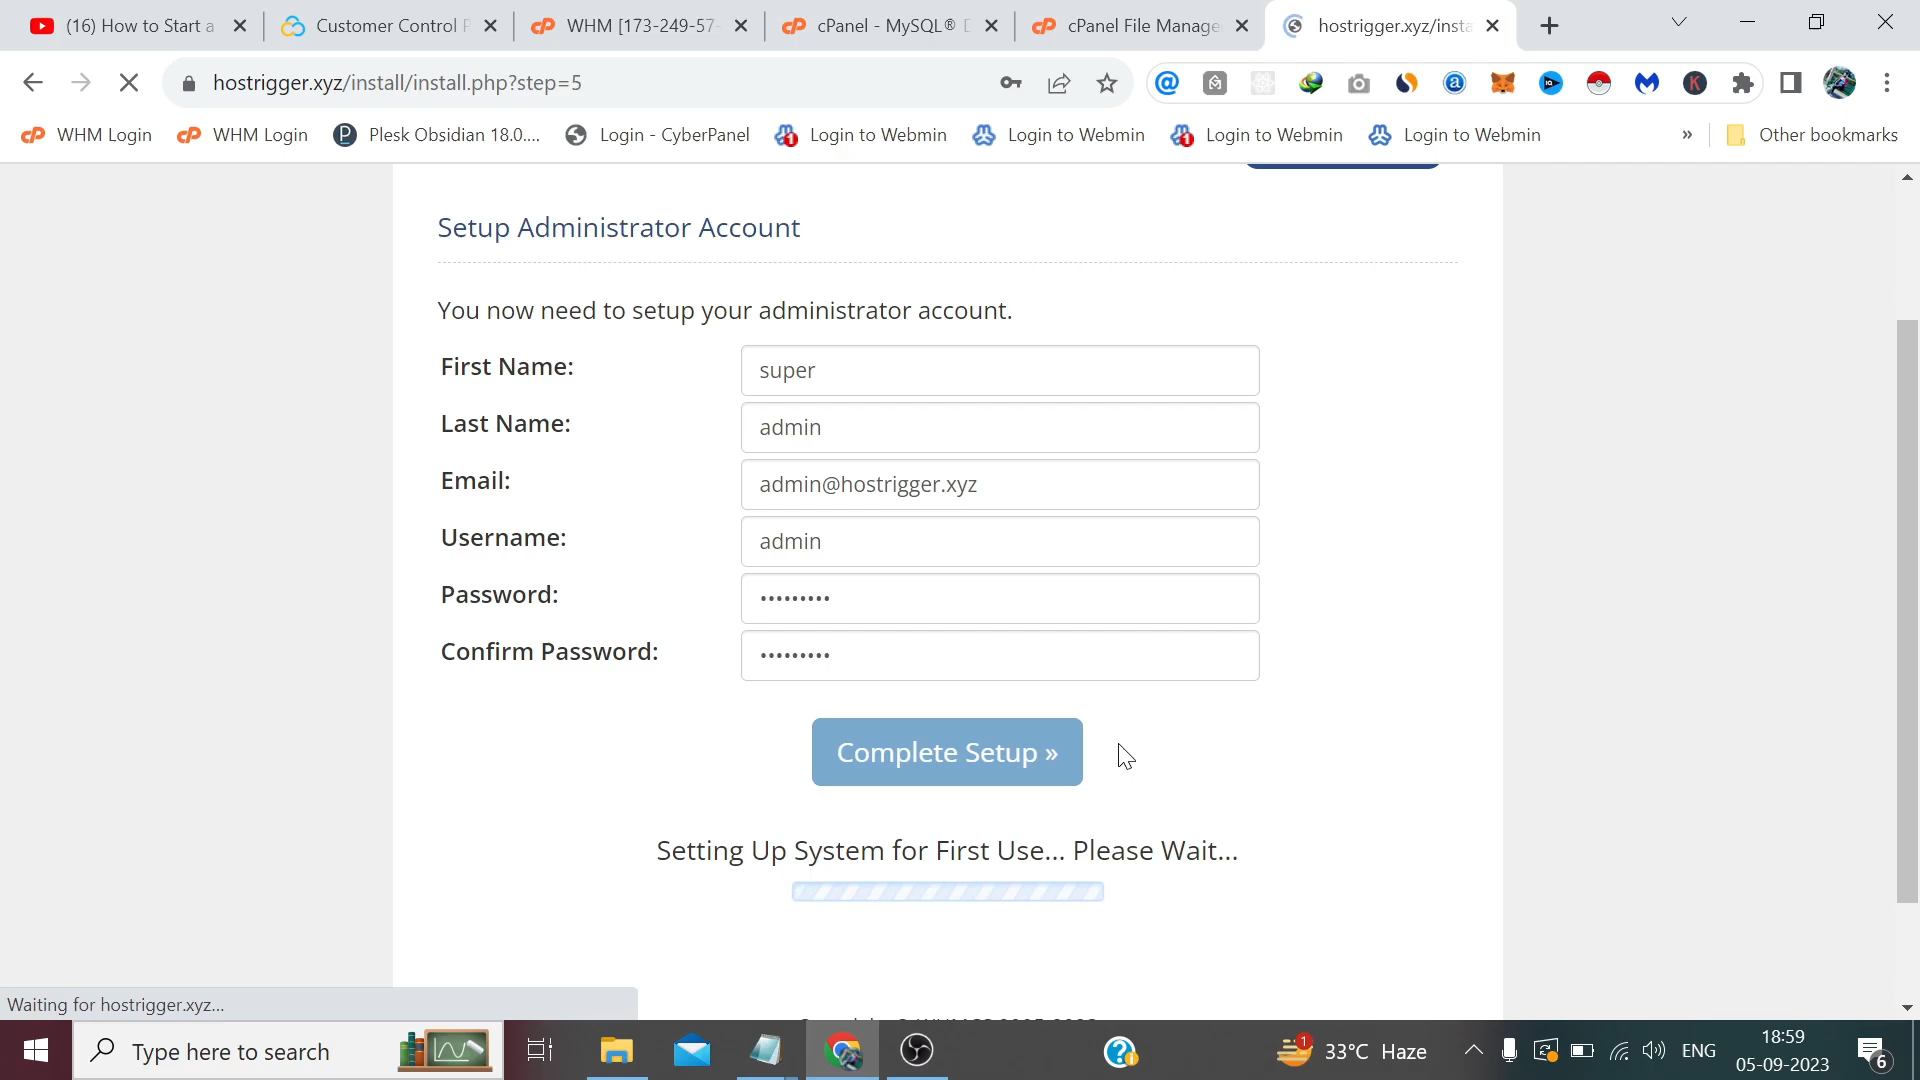 (16) How to Start a
Customer Control P
WHM [173-249-57-
cPanel - MySQL® D
cPanel File Manage
hostrigger.xyz/insta
hostrigger.xyz/install/install.php?step=5
WHM Login
WHM Login
Plesk Obsidian 18.0....
Login - CyberPanel
Login to Webmin
Login to Webmin
Login to Webmin
Login to Webmin
»
Other bookmarks
Setup Administrator Account
You now need to setup your administrator account.
First Name:
super
Last Name:
admin
Email:
admin@hostrigger.xyz
Username:
admin
Password:
•••••••••
Confirm Password:
•••••••••
Complete Setup »
Setting Up System for First Use... Please Wait...
Waiting for hostrigger.xyz...
Type here to search
1
33°C Haze
ENG
18:59
05-09-2023
6